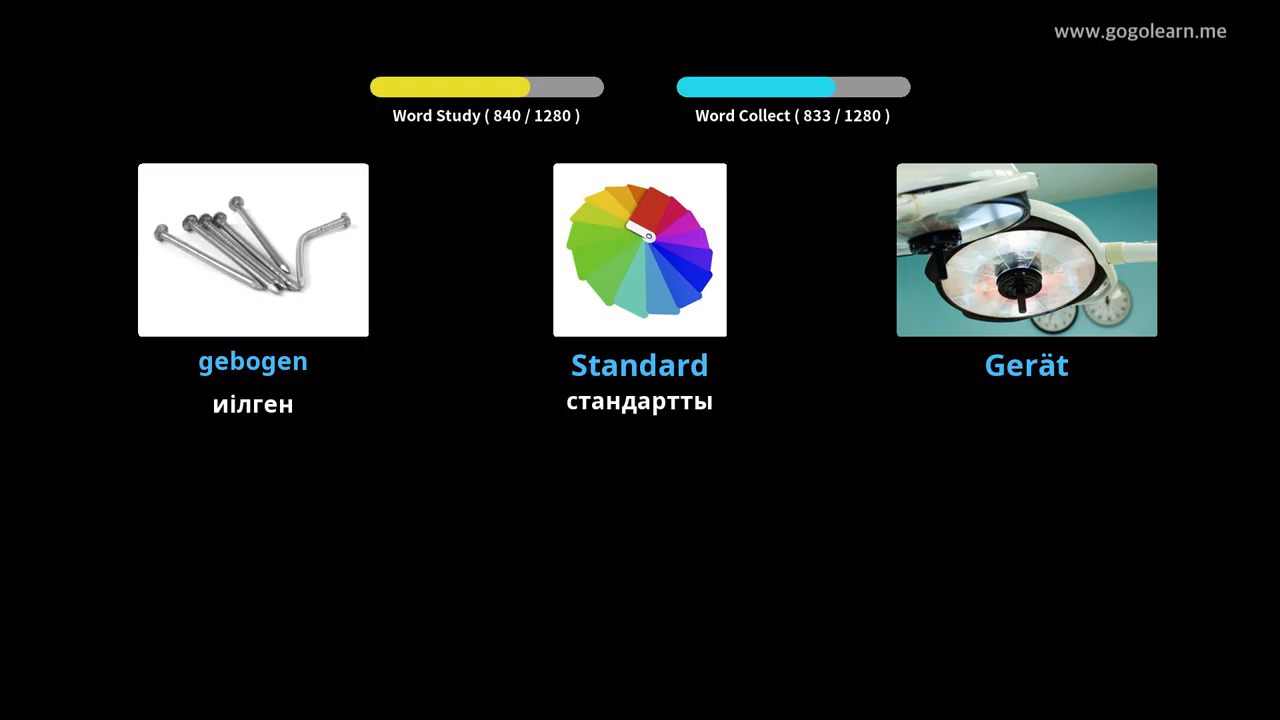 www.gogolearn.me
Word Study ( 840 / 1280 )
Word Collect ( 833 / 1280 )
gebogen
Standard
Gerät
иілген
стандартты